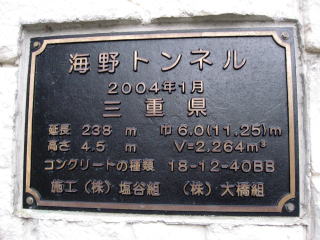 海野トンネル
2004年1月
三重県
延長 238 m 巾 6.0(11.25)m
高さ 4.5 m V=2,264m³
コンクリートの種類 18-12-40BB
施工 (株) 塩谷組 (株) 大橋組